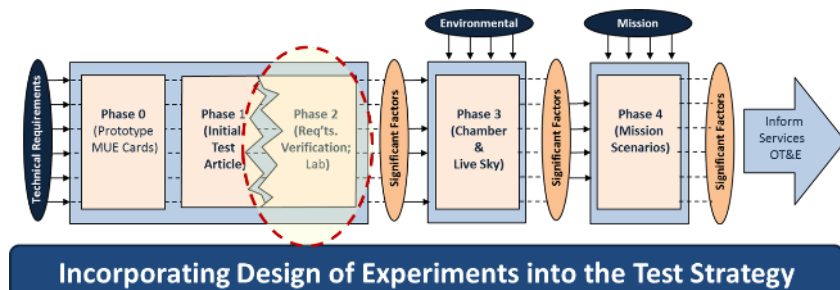 Environmental
Mission
Technical Requirements
Phase 0
(Prototype
MUE Cards)
Phase 1
(Initial
Test
Article)
Phase 2
(Req'ts.
Verification;
Lab)
Significant Factors
Phase 3
(Chamber
&
Live Sky)
Significant Factors
Phase 4
(Mission
Scenarios)
Significant Factors
Inform
Services
OT&E
Incorporating Design of Experiments into the Test Strategy